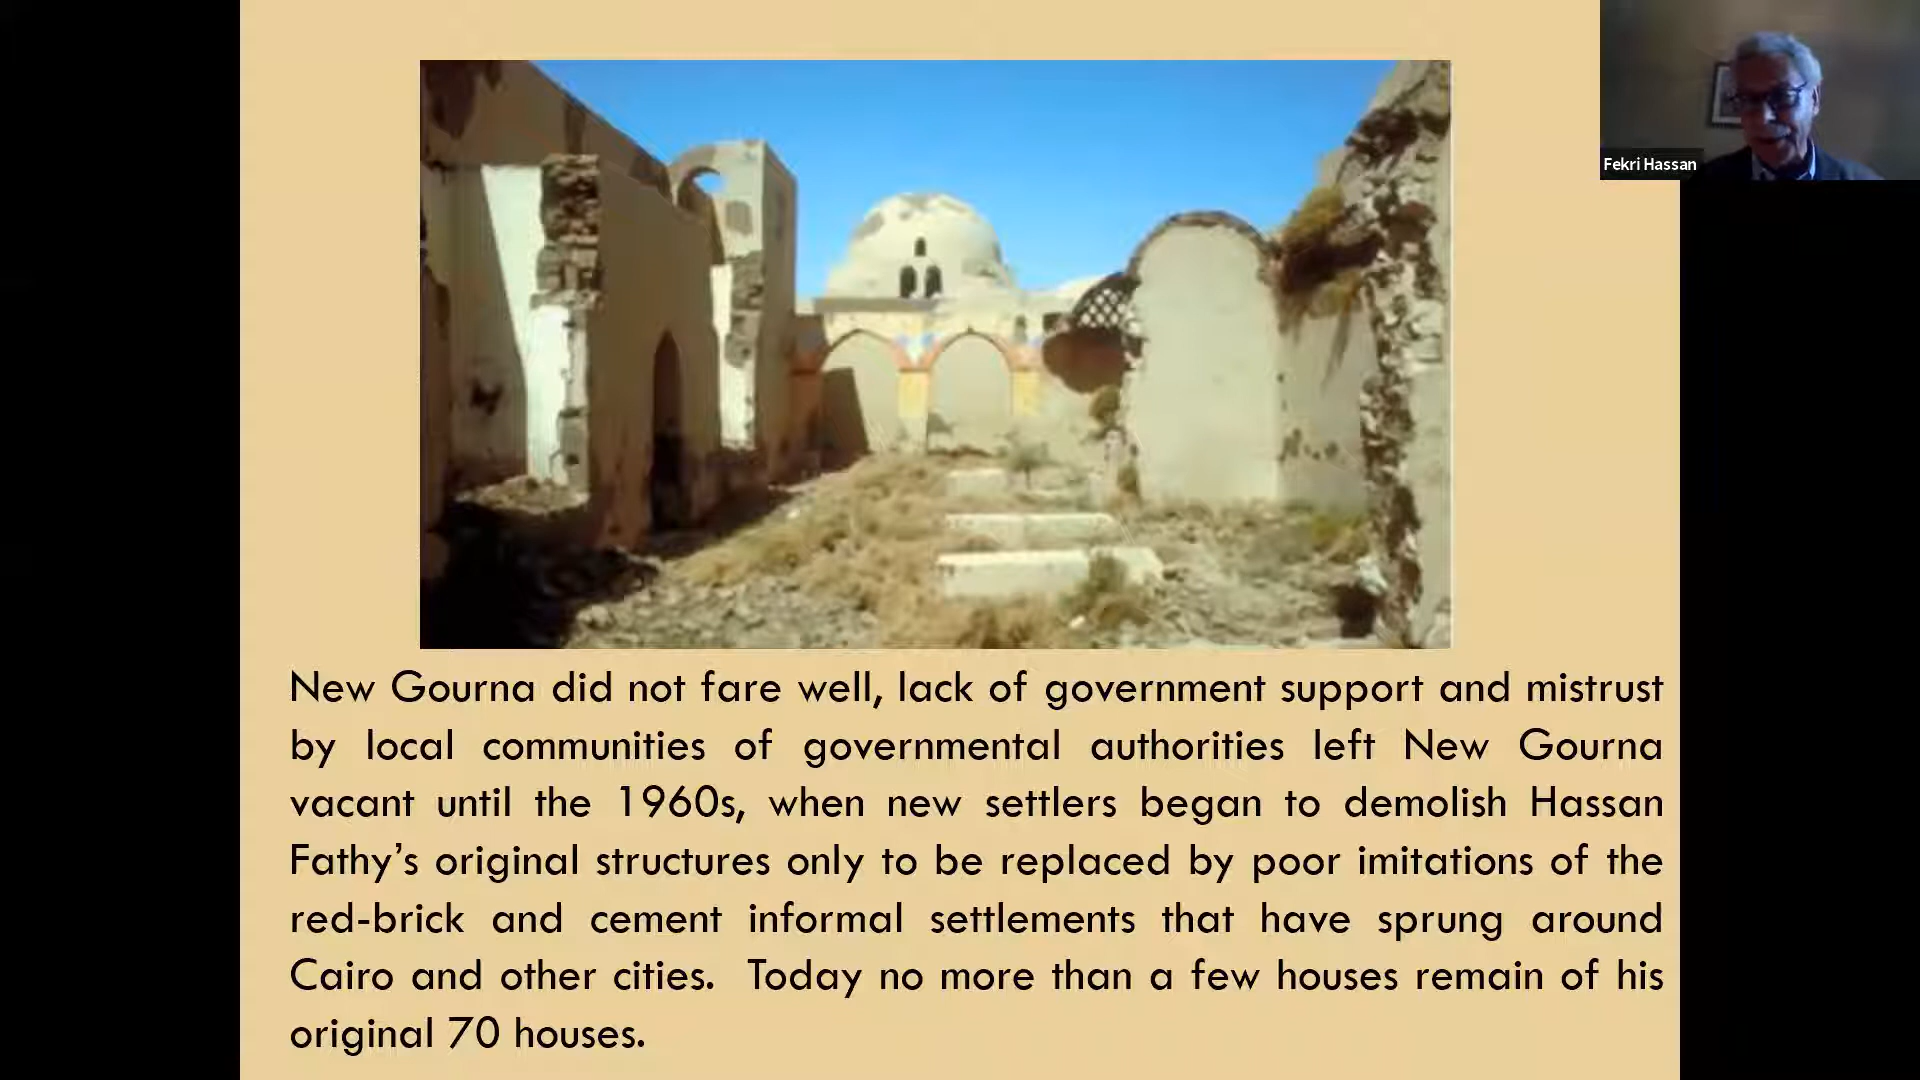 Fekri Hassan
New Gourna did not fare well, lack of government support and mistrust
by local communities of governmental authorities left New Gourna
vacant until the 1960s, when new settlers began to demolish Hassan
Fathy’s original structures only to be replaced by poor imitations of the
red-brick and cement informal settlements that have sprung around
Cairo and other cities. Today no more than a few houses remain of his
original 70 houses.